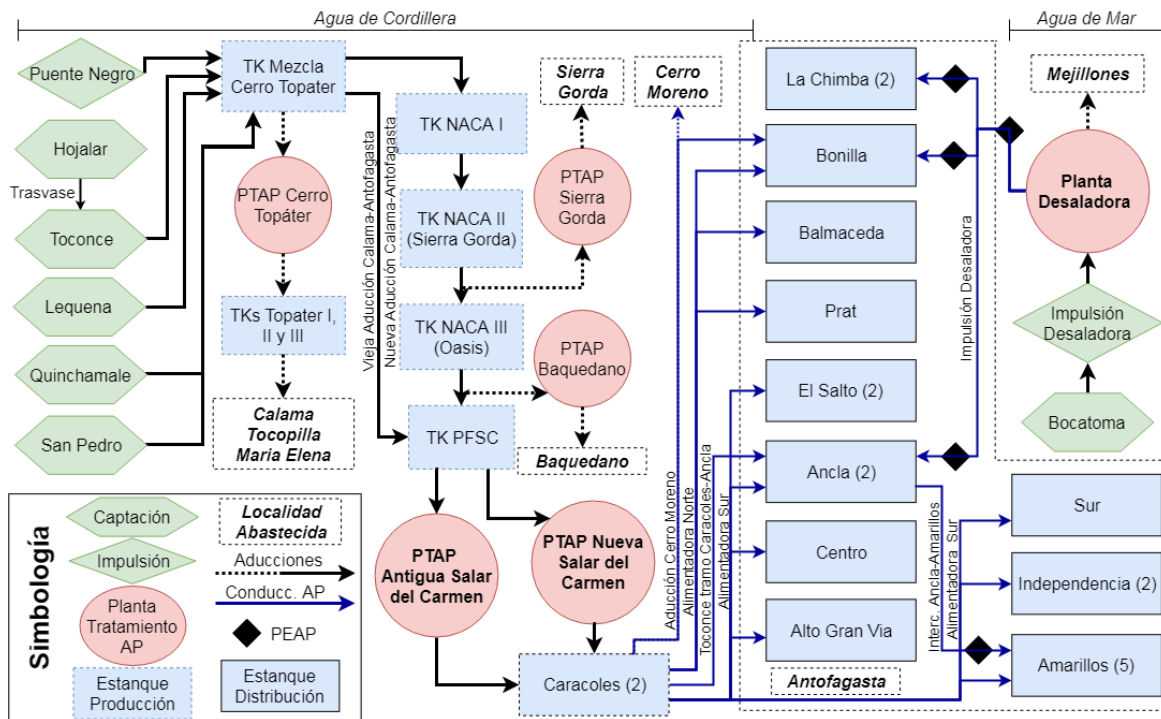 Agua de Cordillera
Agua de Mar
Puente Negro
Hojalar
Trasvase
Toconce
Lequena
Quinchamale
San Pedro
TK Mezcla
Cerro Topater
PTAP Cerro
Topáter
TKs Topater I,
II y III
Calama
Tocopilla
Maria Elena
Vieja Aducción Calama-Antofagasta
Nueva Aducción Calama-Antofagasta
TK NACA I
TK NACA II
(Sierra Gorda)
TK NACA III
(Oasis)
TK PFSC
Sierra
Gorda
PTAP
Sierra
Gorda
PTAP
Baquedano
Baquedano
PTAP
Antigua Salar
del Carmen
PTAP Nueva
Salar del
Carmen
Caracoles (2)
Cerro
Moreno
Aducción Cerro Moreno
Alimentadora Norte
Toconce tramo Caracoles-Ancla
Alimentadora Sur
La Chimba (2)
Bonilla
Balmaceda
Prat
El Salto (2)
Ancla (2)
Centro
Alto Gran Via
Antofagasta
Impulsión Desaladora
Interc. Ancla-Amarillos
Alimentadora Sur
Mejillones
Planta
Desaladora
Impulsión
Desaladora
Bocatoma
Sur
Independencia (2)
Amarillos (5)
Simbología
Captación
Impulsión
Planta
Tratamiento
AP
Estanque
Producción
Localidad
Abastecida
Aducciones
Conducc. AP
PEAP
Estanque
Distribución